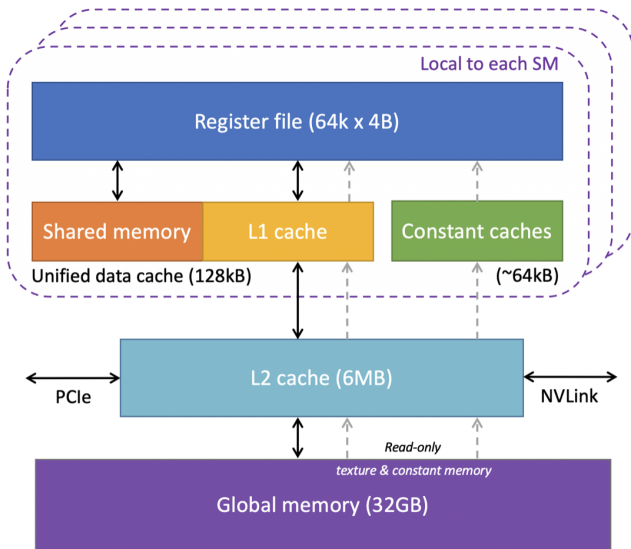 Local to each SM
Register file (64k x 4B)
Shared memory
L1 cache
Constant caches
Unified data cache (128kB)
(~64kB)
L2 cache (6MB)
PCIe
NVLink
Read-only
texture & constant memory
Global memory (32GB)